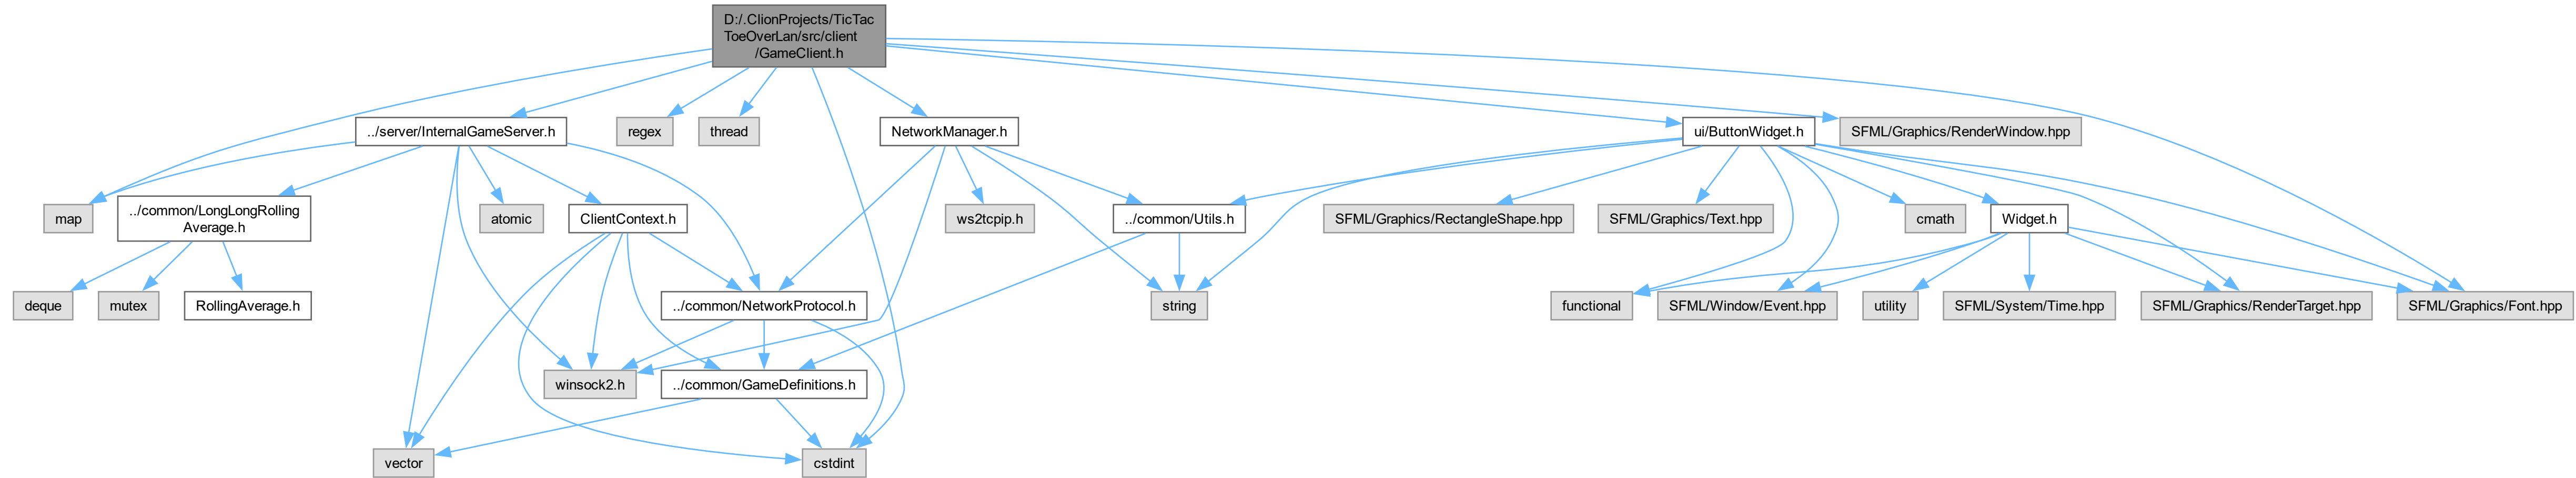 D:/.ClionProjects/TicTac
ToeOverLan/src/client
/GameClient.h
../server/InternalGameServer.h
regex
thread
NetworkManager.h
ui/ButtonWidget.h
SFML/Graphics/RenderWindow.hpp
map
../common/LongLongRolling
Average.h
atomic
ClientContext.h
ws2tcpip.h
../common/Utils.h
SFML/Graphics/RectangleShape.hpp
SFML/Graphics/Text.hpp
cmath
Widget.h
deque
mutex
RollingAverage.h
../common/NetworkProtocol.h
string
functional
SFML/Window/Event.hpp
utility
SFML/System/Time.hpp
SFML/Graphics/RenderTarget.hpp
SFML/Graphics/Font.hpp
winsock2.h
../common/GameDefinitions.h
vector
cstdint